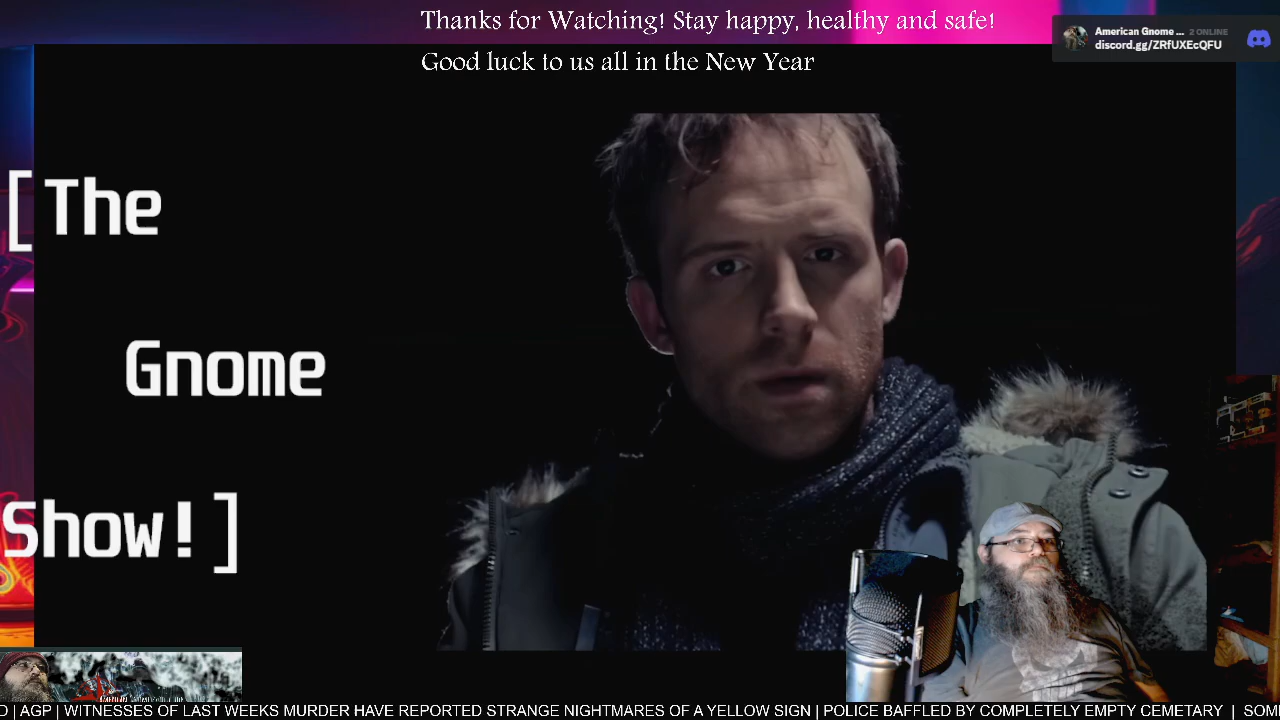 Thanks for Watching! Stay happy, healthy and safe!
Good luck to us all in the New Year
American Gnome ... 2 ONLINE
discord.gg/ZRfUXEcQFU
[The
Gnome
Show!]
D | AGP | WITNESSES OF LAST WEEKS MURDER HAVE REPORTED STRANGE NIGHTMARES OF A YELLOW SIGN | POLICE BAFFLED BY COMPLETELY EMPTY CEMETARY | SOM